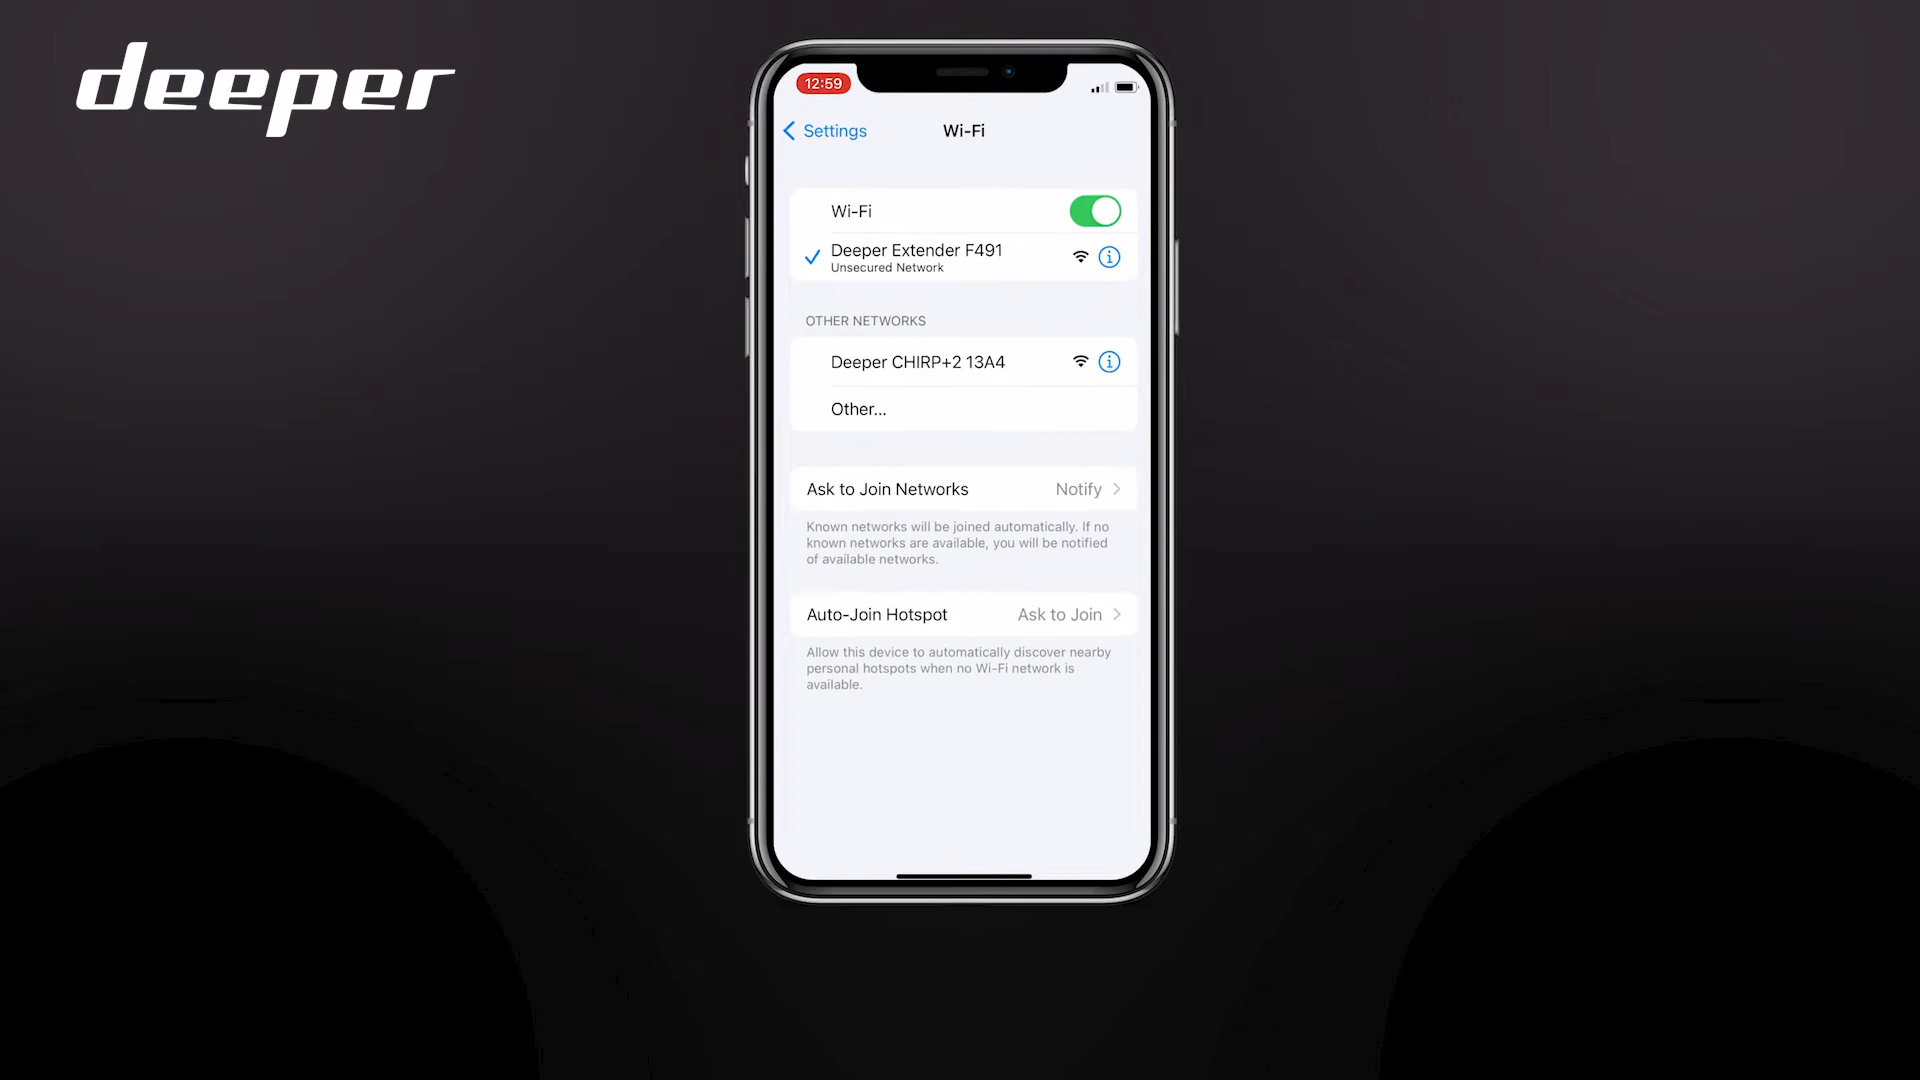 deeper
12:59
Settings
Wi-Fi
Wi-Fi
Deeper Extender F491
Unsecured Network
OTHER NETWORKS
Deeper CHIRP+2 13A4
Other...
Ask to Join Networks Notify
Known networks will be joined automatically. If no
known networks are available, you will be notified
of available networks.
Auto-Join Hotspot Ask to Join
Allow this device to automatically discover nearby
personal hotspots when no Wi-Fi network is
available.